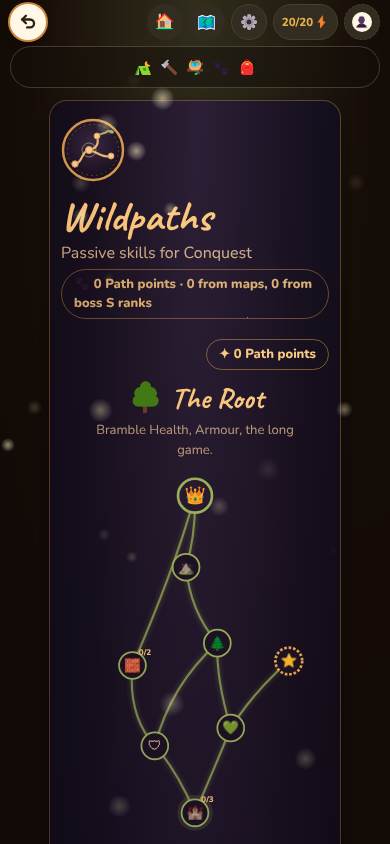 20/20
Wildpaths
Passive skills for Conquest
0 Path points · 0 from maps, 0 from
boss S ranks
✦ 0 Path points
The Root
Bramble Health, Armour, the long
game.
0/2
0/3